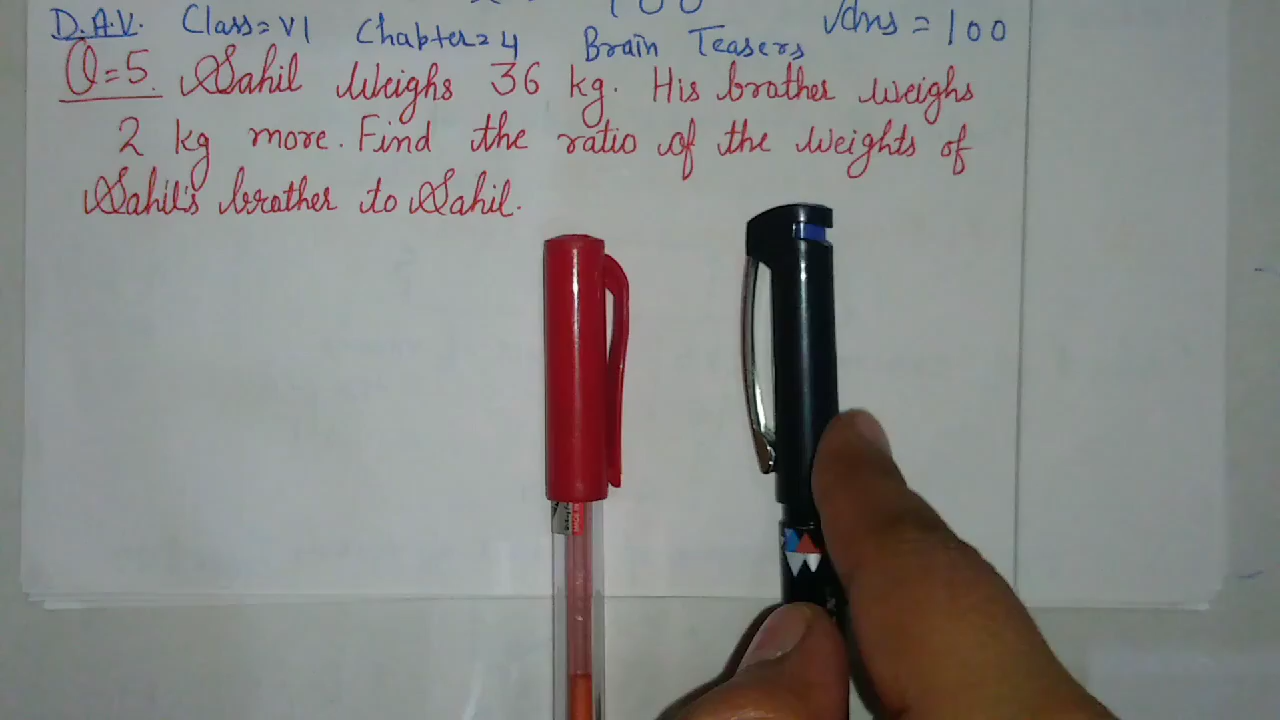 D.A.V. Class=VI Chapter=4 Brain Teasers
Q=5. Sahil Weighs 36 kg. His brother weighs
2 kg more. Find the ratio of the weights of
Sahil's brother to Sahil.
= 100